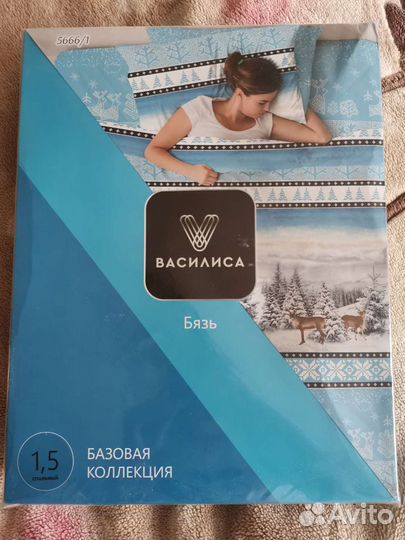 5666/1
ВАСИЛИСА
Бязь
1,5
спальный
БАЗОВАЯ
КОЛЛЕКЦИЯ
Avito